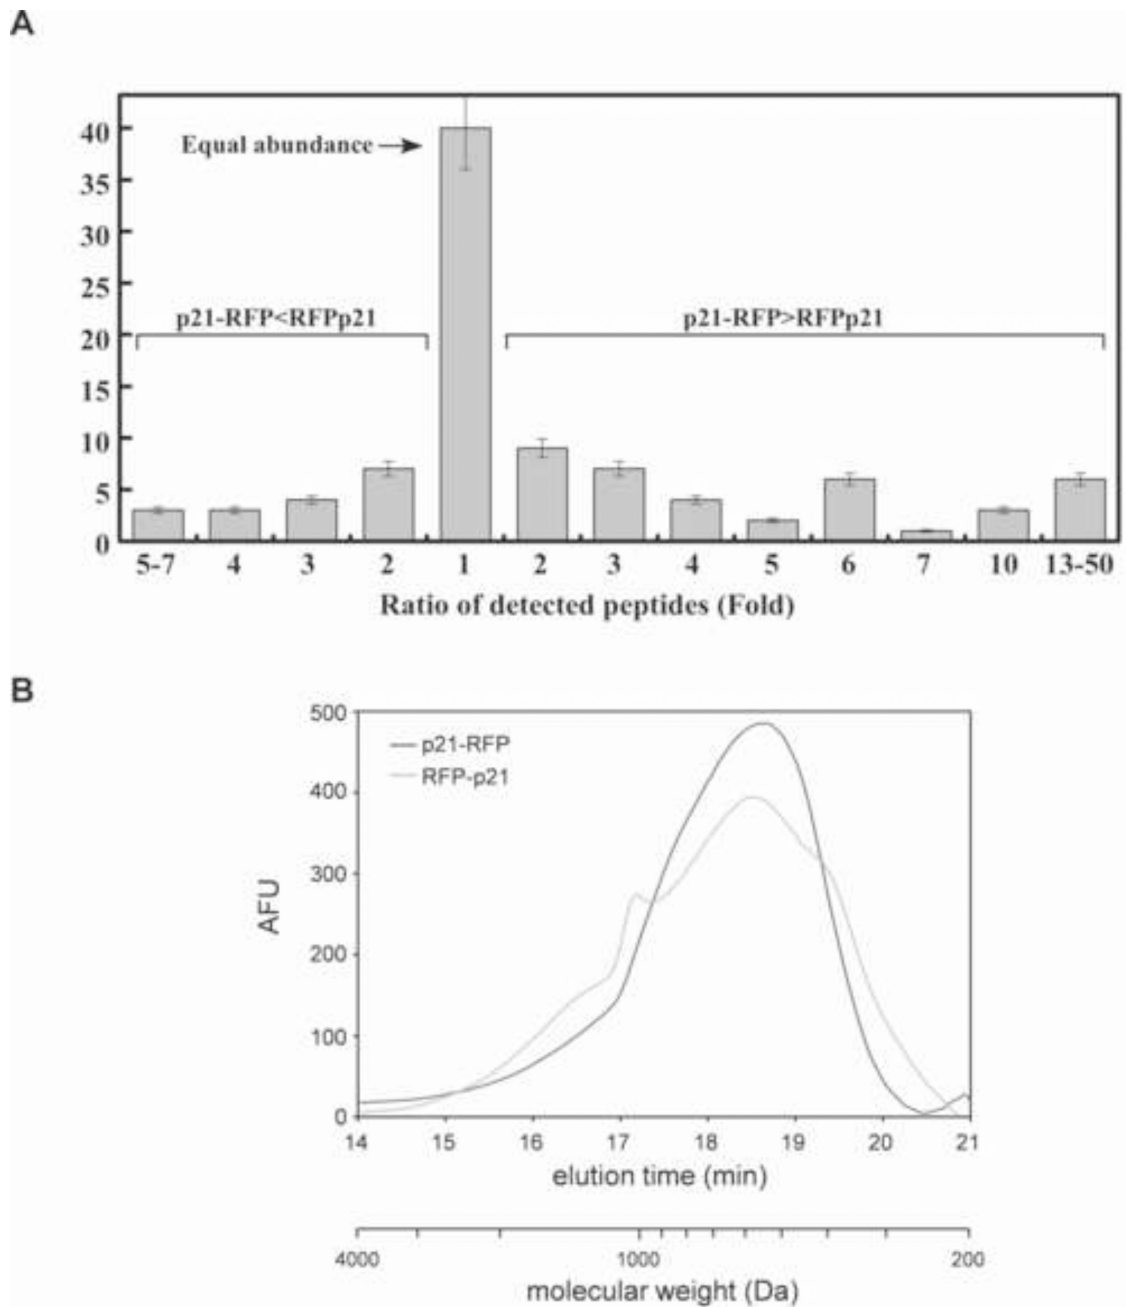 A
40
Equal abundance
35
30
25
p21-RFP<RFPp21
p21-RFP>RFPp21
20
15
10
5
0
5-7 4 3 2 1 2 3 4 5 6 7 10 13-50
Ratio of detected peptides (Fold)
B
500
p21-RFP
RFP-p21
400
300
AFU
200
100
0
14 15 16 17 18 19 20 21
elution time (min)
4000 1000 200
molecular weight (Da)